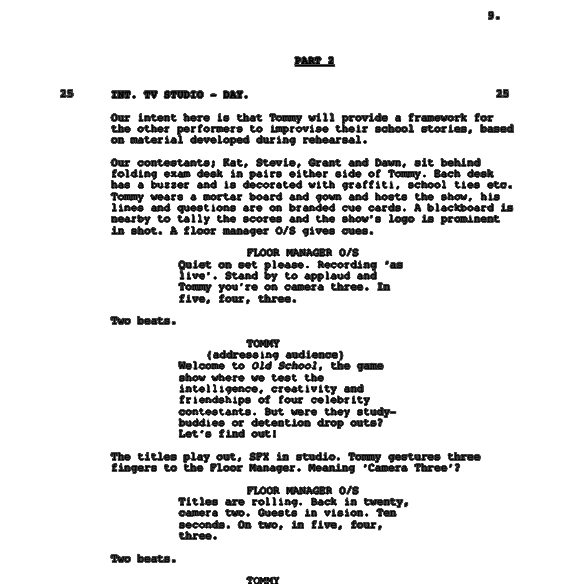 9.
PART 2
25 INT. TV STUDIO - DAY. 25
Our intent here is that Tommy will provide a framework for
the other performers to improvise their school stories, based
on material developed during rehearsal.
Our contestants; Kat, Stevie, Grant and Dawn, sit behind
folding exam desk in pairs either side of Tommy. Each desk
has a buzzer and is decorated with graffiti, school ties etc.
Tommy wears a mortar board and gown and hosts the show, his
lines and questions are on branded cue cards. A blackboard is
nearby to tally the scores and the show's logo is prominent
in shot. A floor manager O/S gives cues.
FLOOR MANAGER O/S
Quiet on set please. Recording 'as
live'. Stand by to applaud and
Tommy you're on camera three. In
five, four, three.
Two beats.
TOMMY
(addressing audience)
Welcome to Old School, the game
show where we test the
intelligence, creativity and
friendships of four celebrity
contestants. But were they study-
buddies or detention drop outs?
Let's find out!
The titles play out, SFX in studio. Tommy gestures three
fingers to the Floor Manager. Meaning 'Camera Three'?
FLOOR MANAGER O/S
Titles are rolling. Back in twenty,
camera two. Guests in vision. Ten
seconds. On two, in five, four,
three.
Two beats.
TOMMY